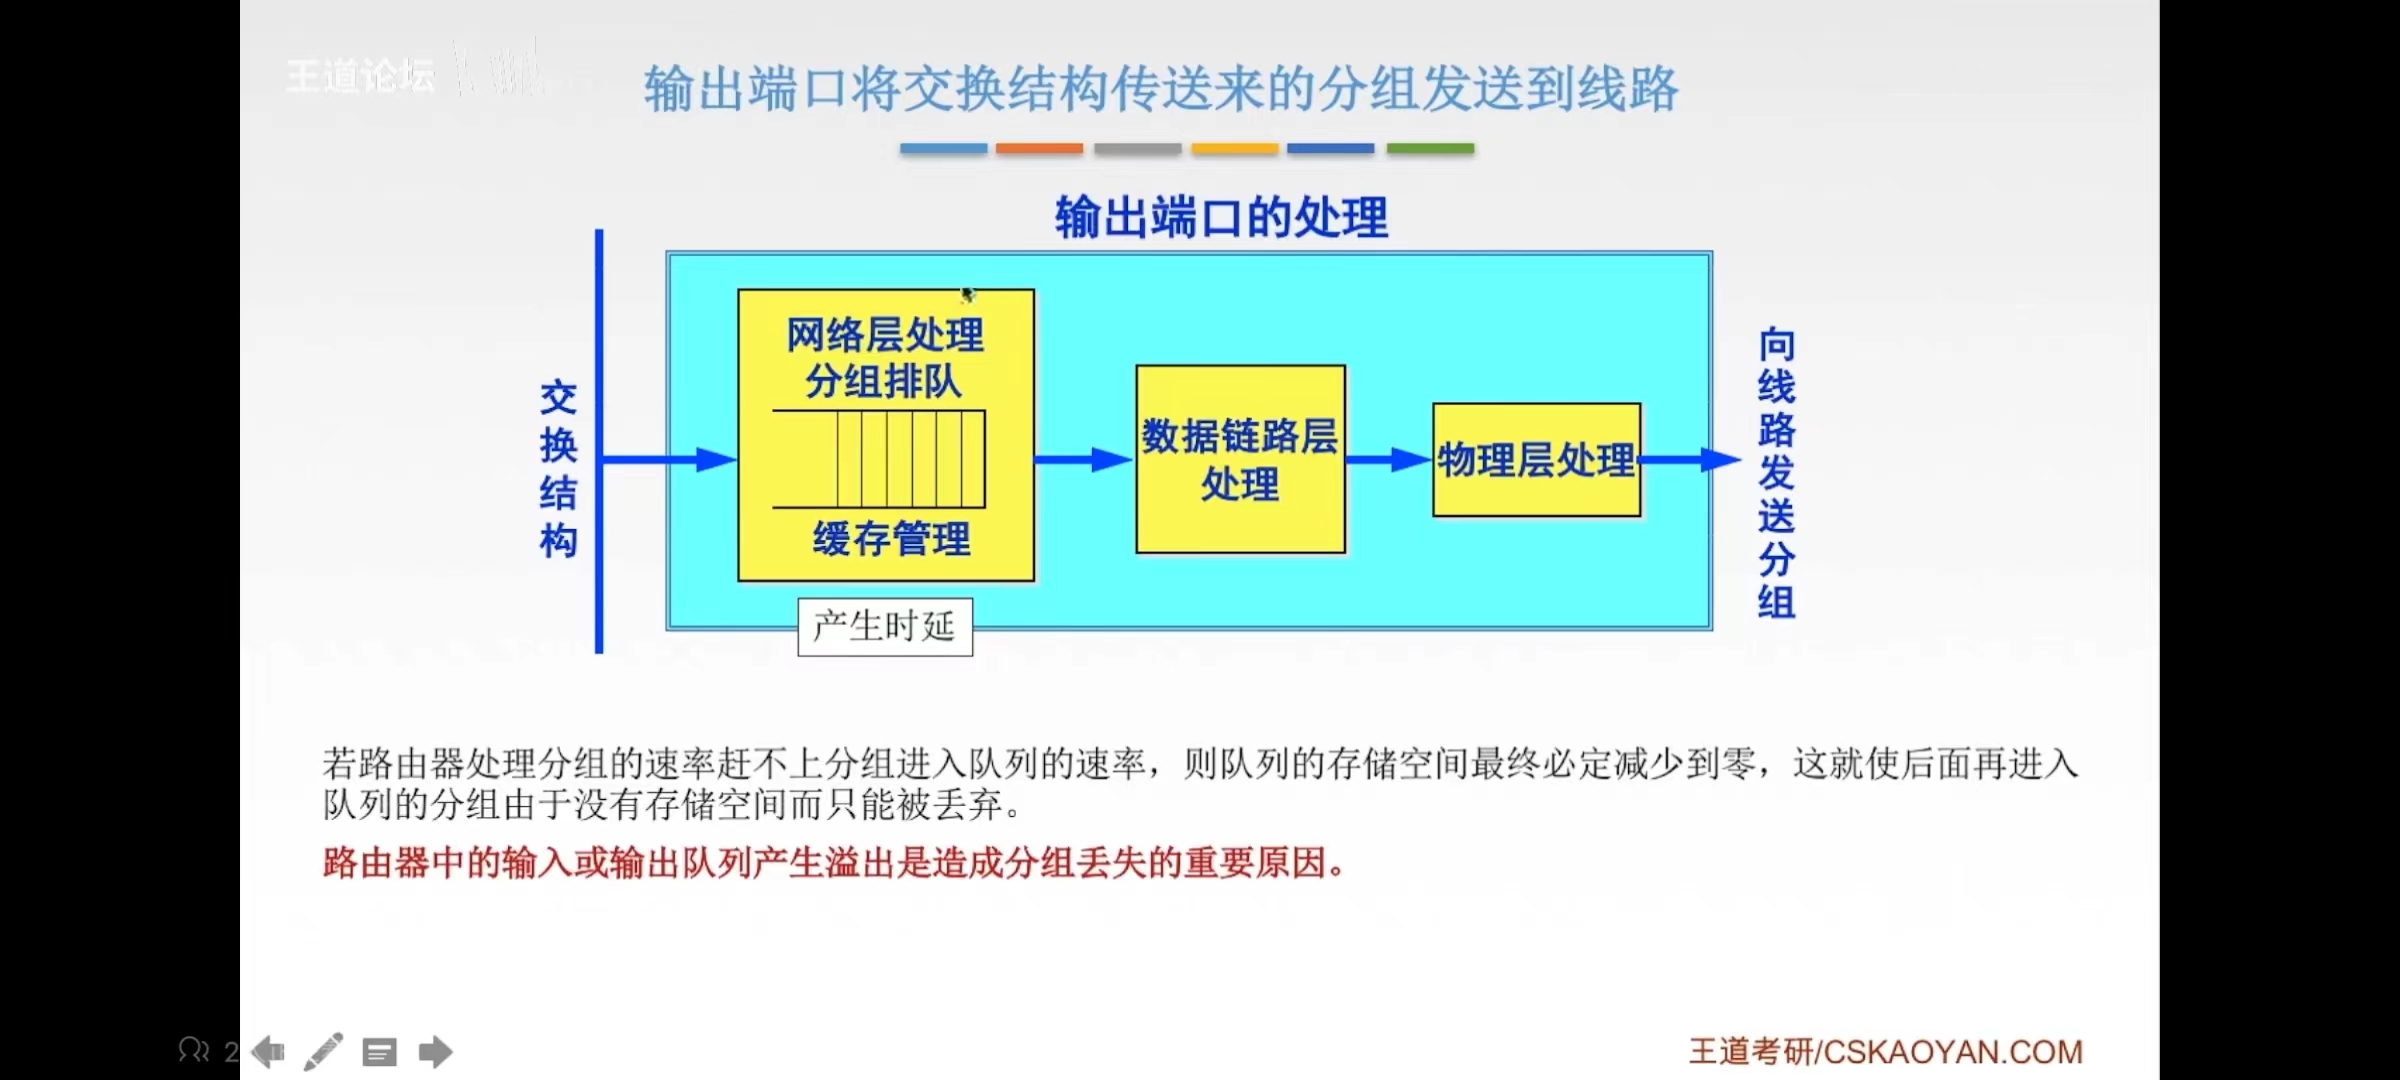 王道论坛
输出端口将交换结构传送来的分组发送到线路
输出端口的处理
交换结构
网络层处理
分组排队
缓存管理
产生时延
数据链路层
处理
物理层处理
向线路发送分组
若路由器处理分组的速率赶不上分组进入队列的速率，则队列的存储空间最终必定减少到零，这就使后面再进入
队列的分组由于没有存储空间而只能被丢弃。
路由器中的输入或输出队列产生溢出是造成分组丢失的重要原因。
2
王道考研/CSKAOYAN.COM